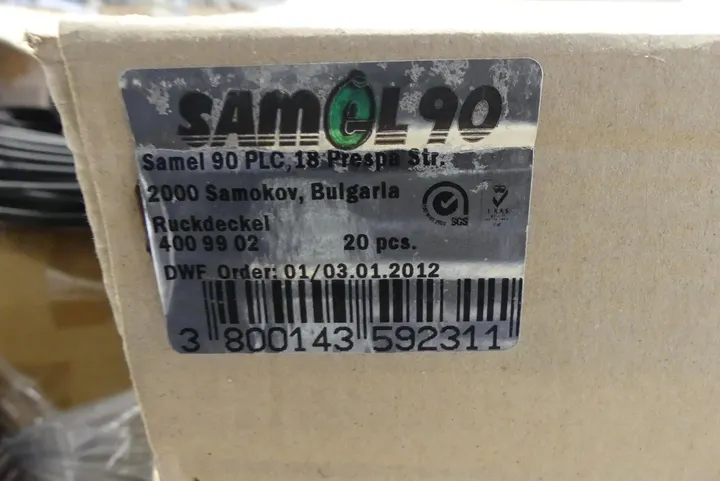 SAMEL 90
Samel 90 PLC, 18 Prespa Str.
2000 Samokov, Bulgaria
SGS
Ruckdeckel
400 99 02 20 pcs.
DWF Order: 01/03.01.2012
3 800143 592311